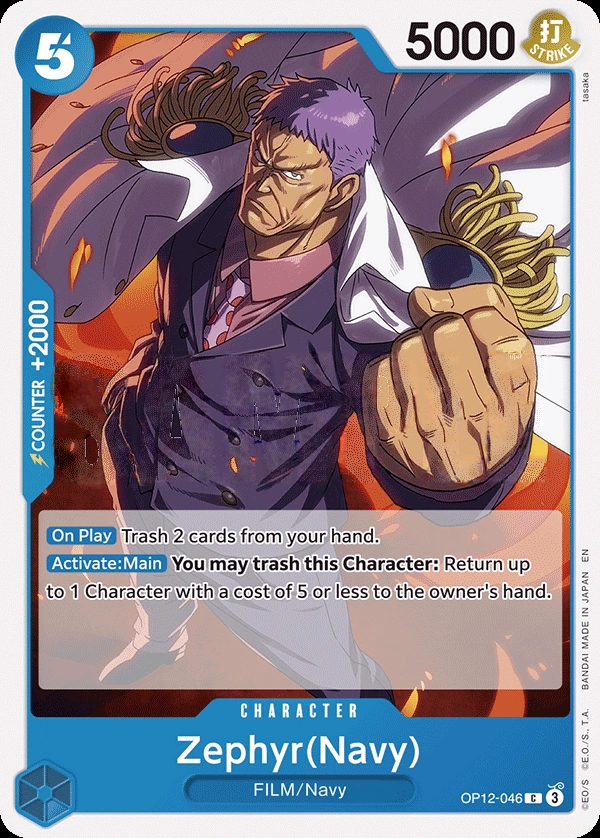 5
5000
打
STRIKE
tasaka
COUNTER +2000
On Play Trash 2 cards from your hand.
Activate:Main You may trash this Character: Return up
to 1 Character with a cost of 5 or less to the owner's hand.
CHARACTER
Zephyr(Navy)
FILM/Navy
OP12-046 C 3
©EO/S ©E.O./S., T.A. BANDAI MADE IN JAPAN EN